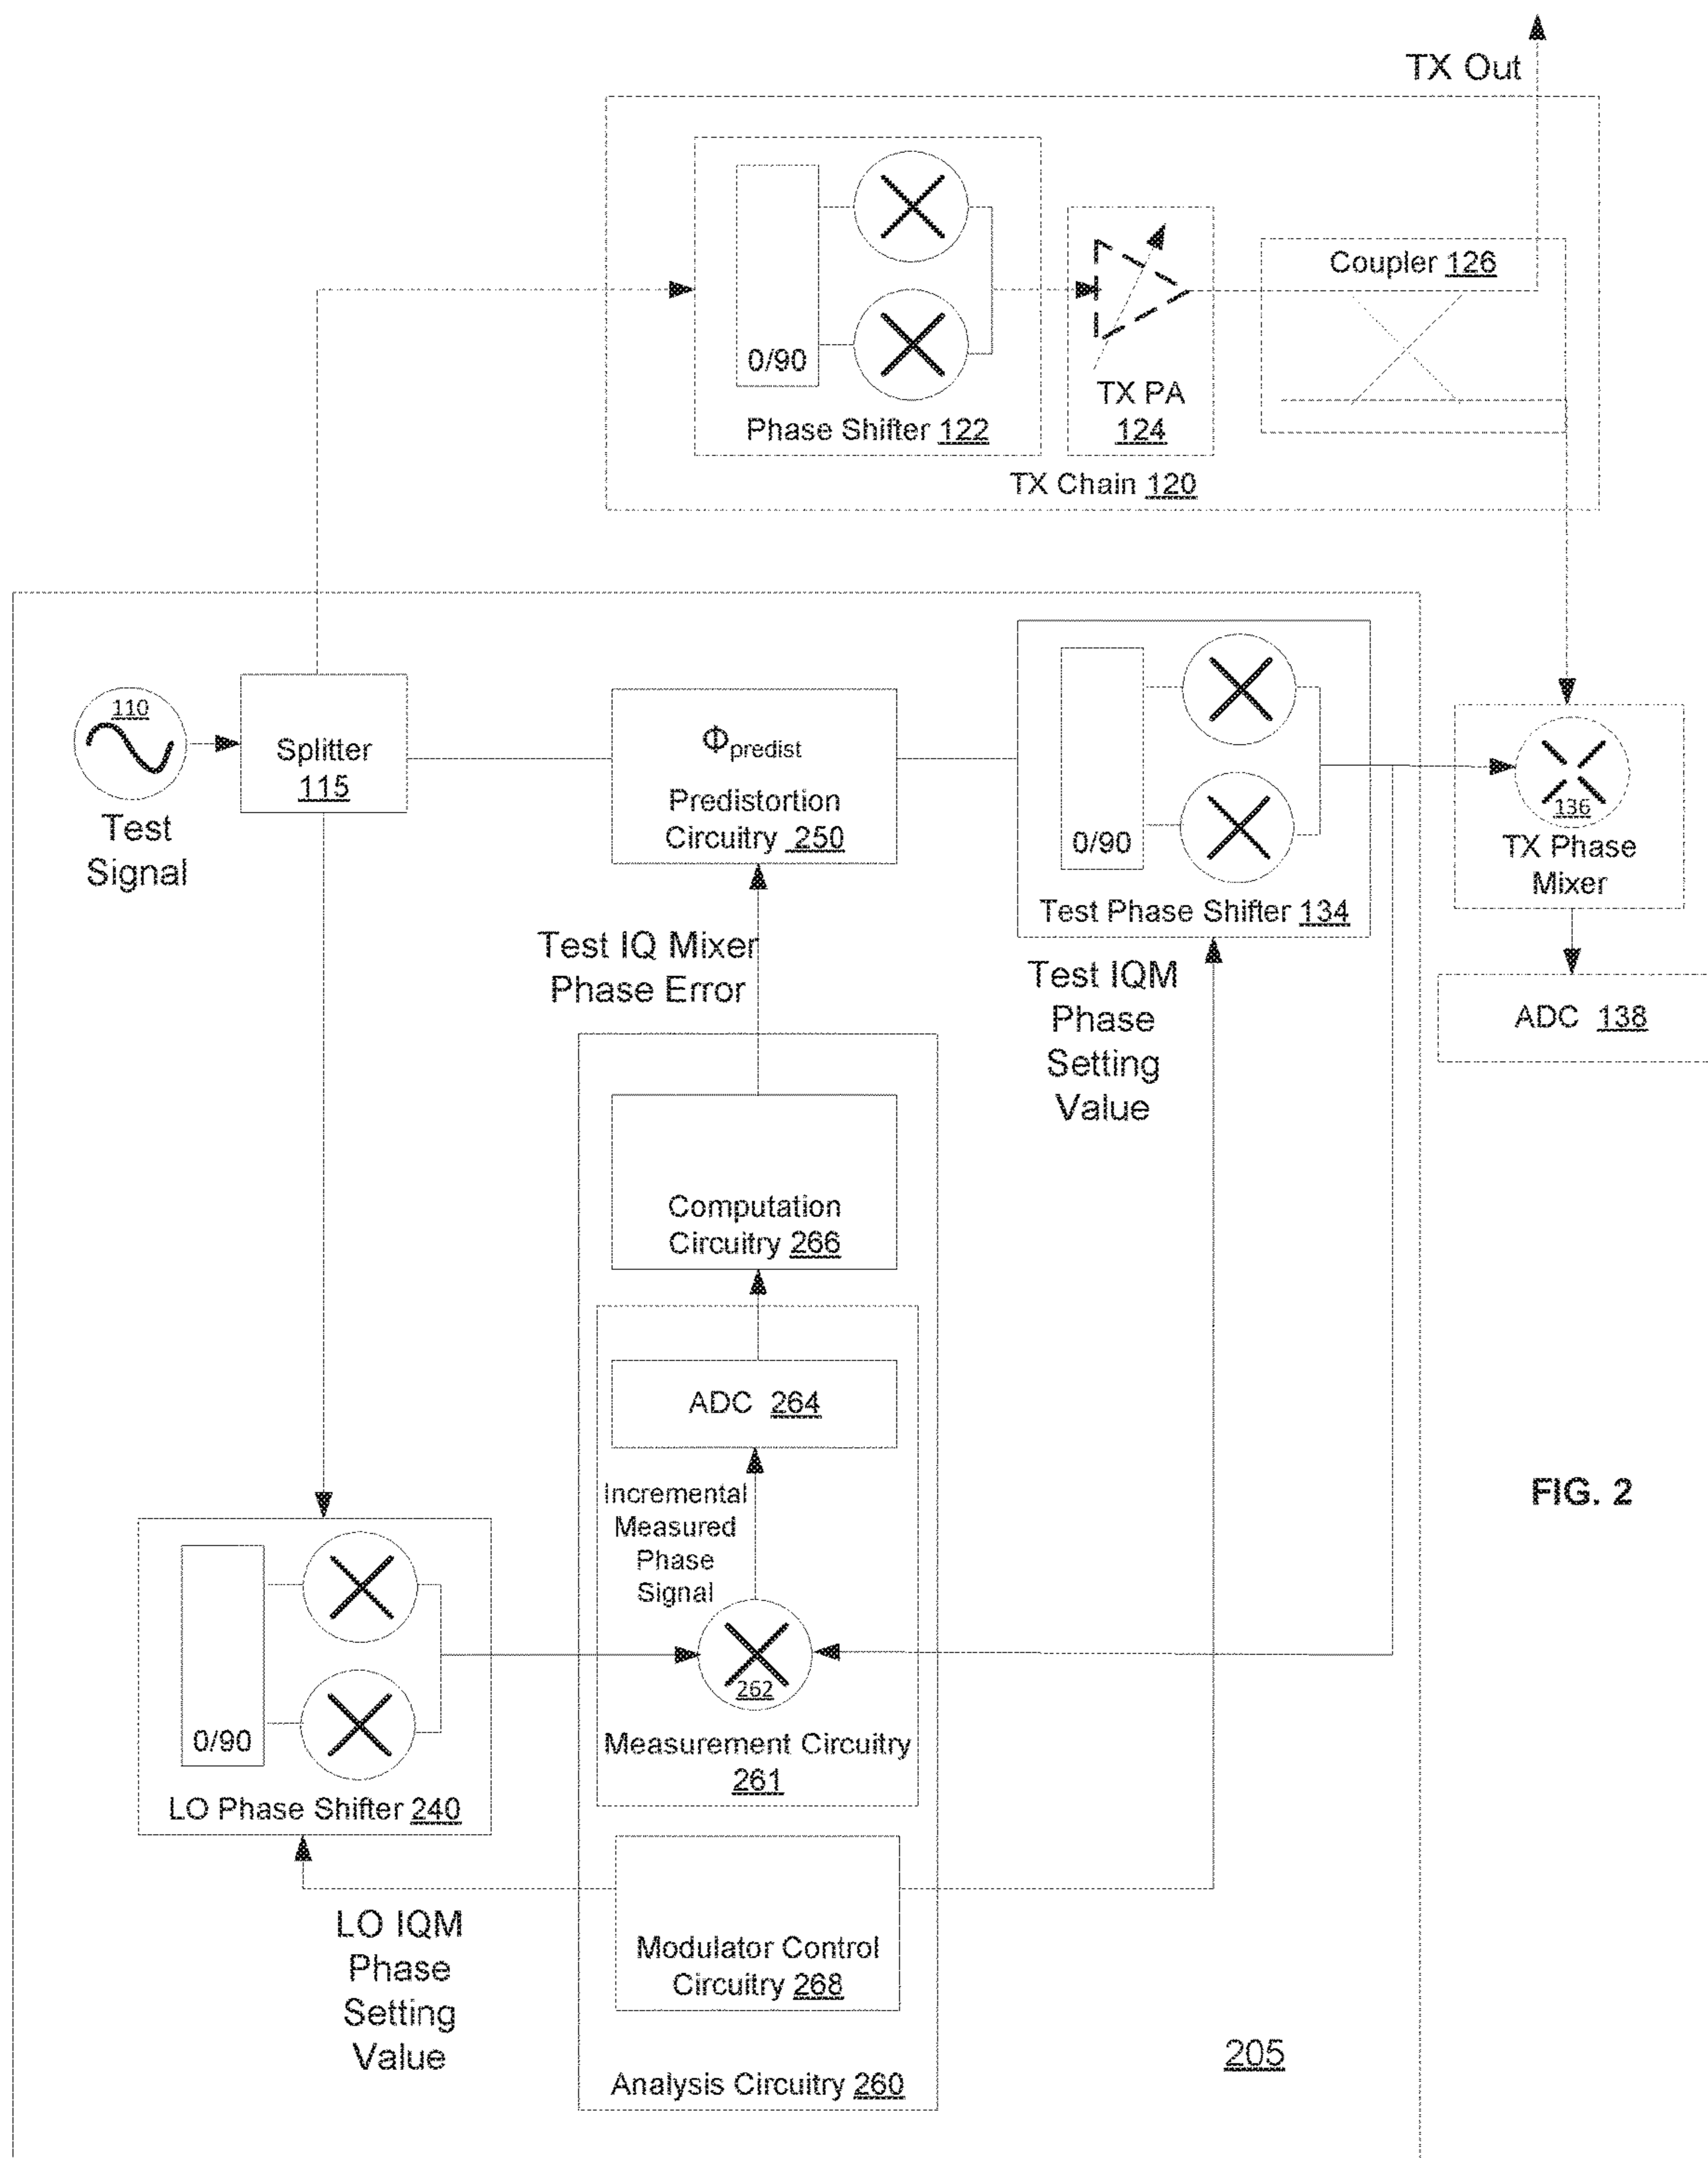 TX Out
0/90
Phase Shifter 122
TX PA
124
Coupler 126
TX Chain 120
110
Test
Signal
Splitter
115
Φpredist
Predistortion
Circuitry 250
0/90
Test Phase Shifter 134
136
TX Phase
Mixer
ADC 138
Test IQ Mixer
Phase Error
Test IQM
Phase
Setting
Value
Computation
Circuitry 266
ADC 264
Incremental
Measured
Phase
Signal
262
Measurement Circuitry
261
0/90
LO Phase Shifter 240
LO IQM
Phase
Setting
Value
Modulator Control
Circuitry 268
Analysis Circuitry 260
205
FIG. 2